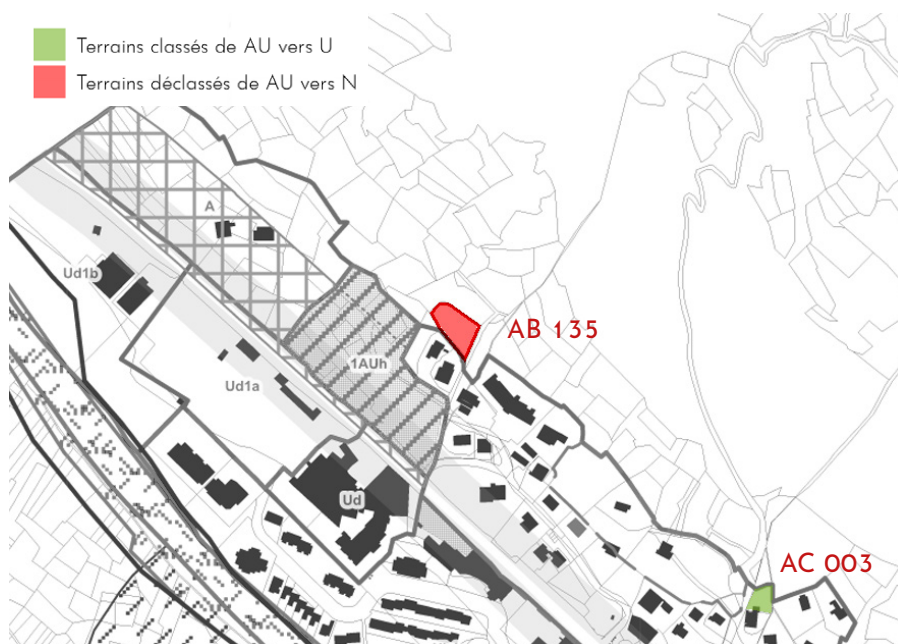 Terrains classés de AU vers U
Terrains déclassés de AU vers N
A
Ud1b
AB 135
1AUh
Ud1a
Ud
AC 003